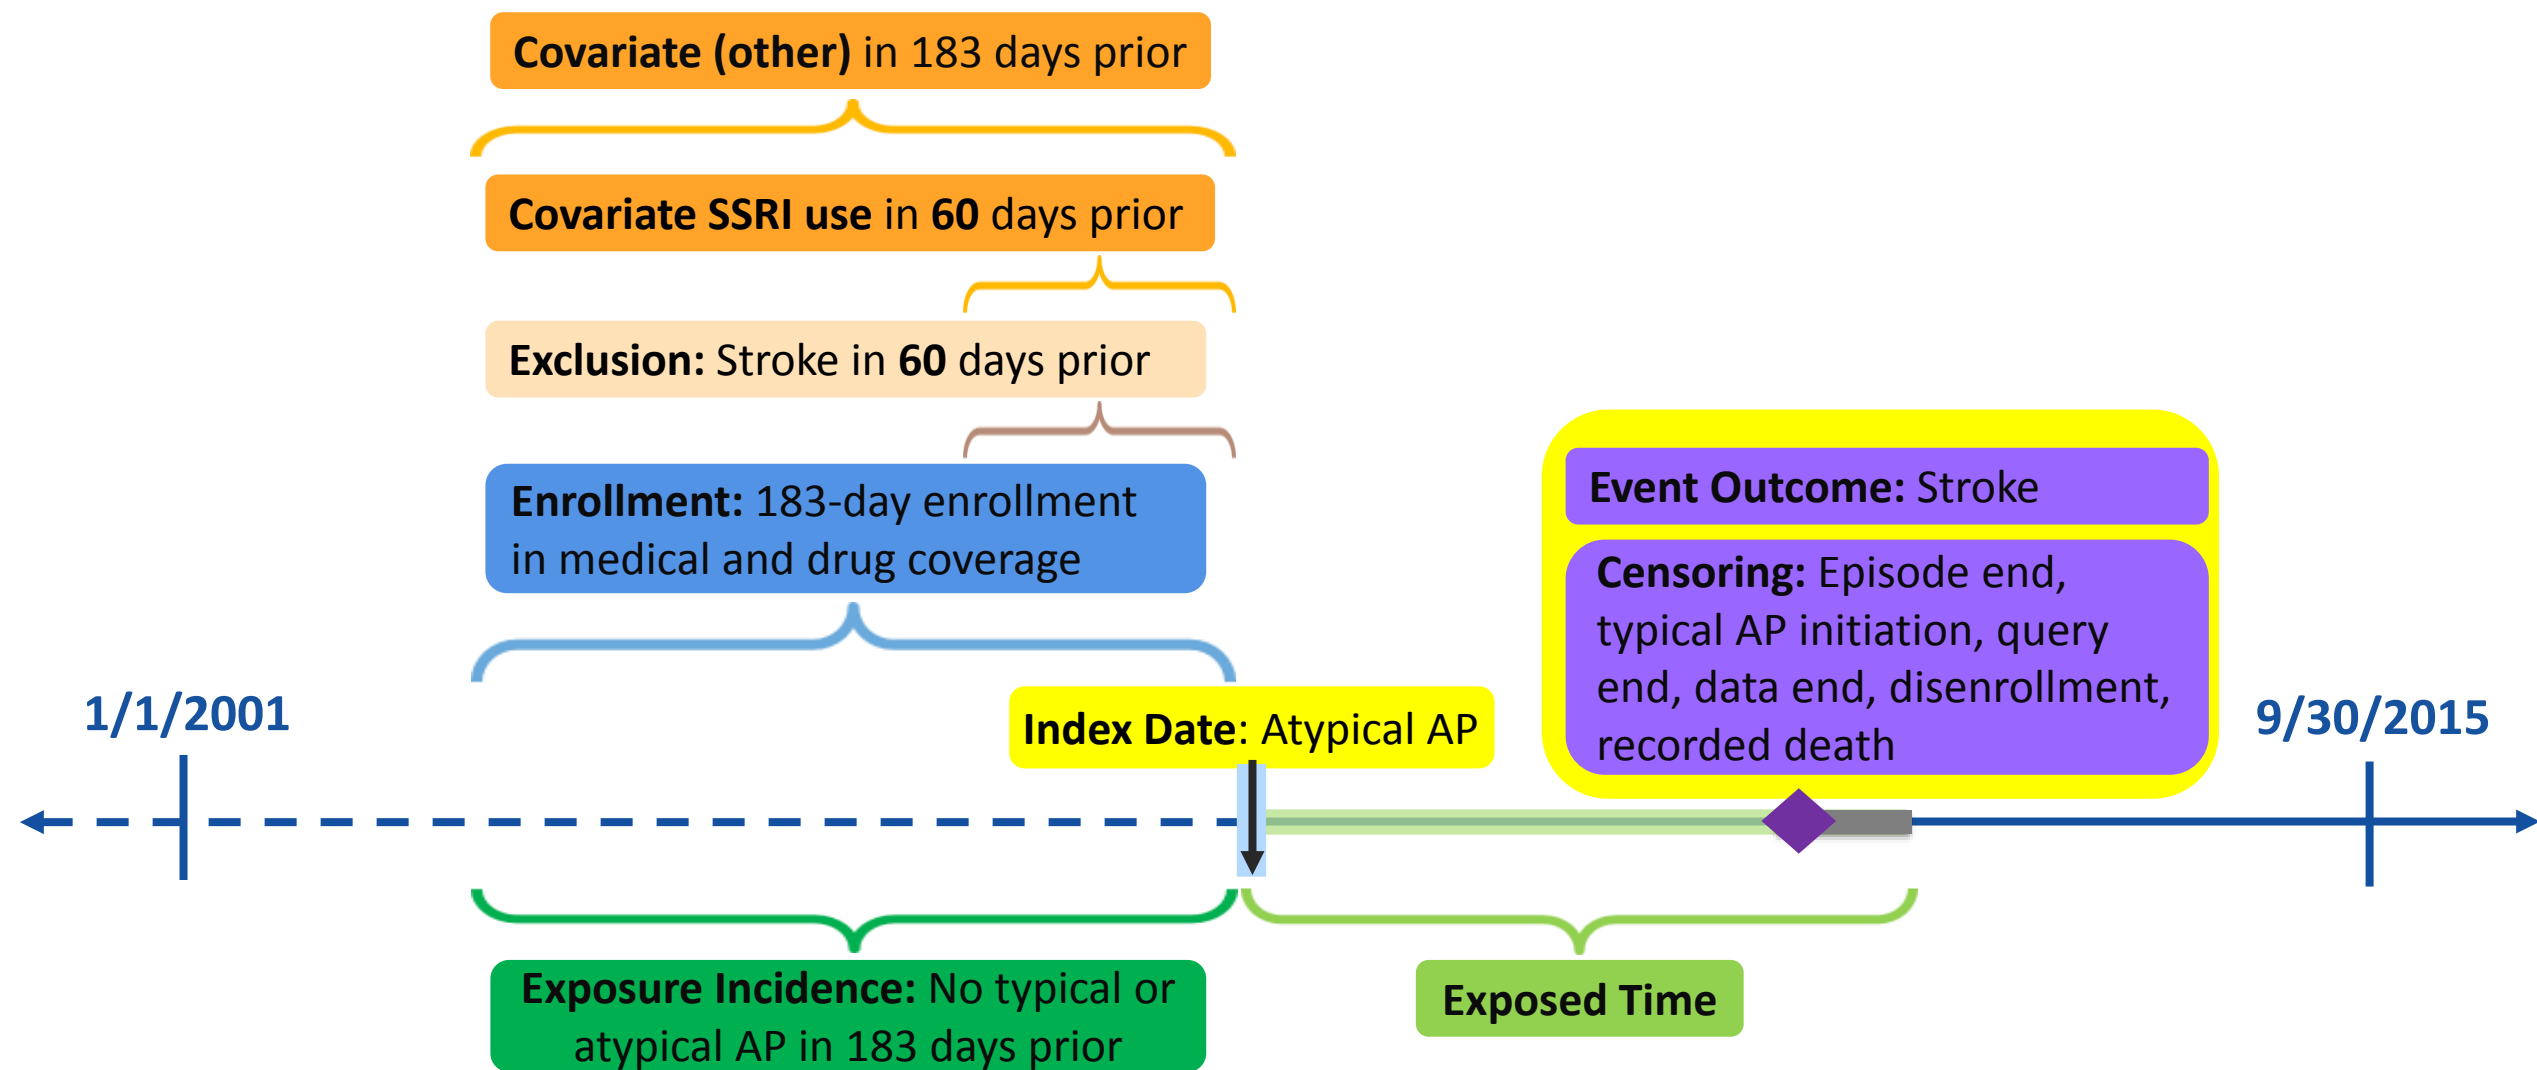 Covariate (other) in 183 days prior
Covariate SSRI use in 60 days prior
Exclusion: Stroke in 60 days prior
Enrollment: 183-day enrollment
in medical and drug coverage
Event Outcome: Stroke
Censoring: Episode end,
typical AP initiation, query
end, data end, disenrollment,
recorded death
1/1/2001
Index Date: Atypical AP
9/30/2015
Exposure Incidence: No typical or
atypical AP in 183 days prior
Exposed Time